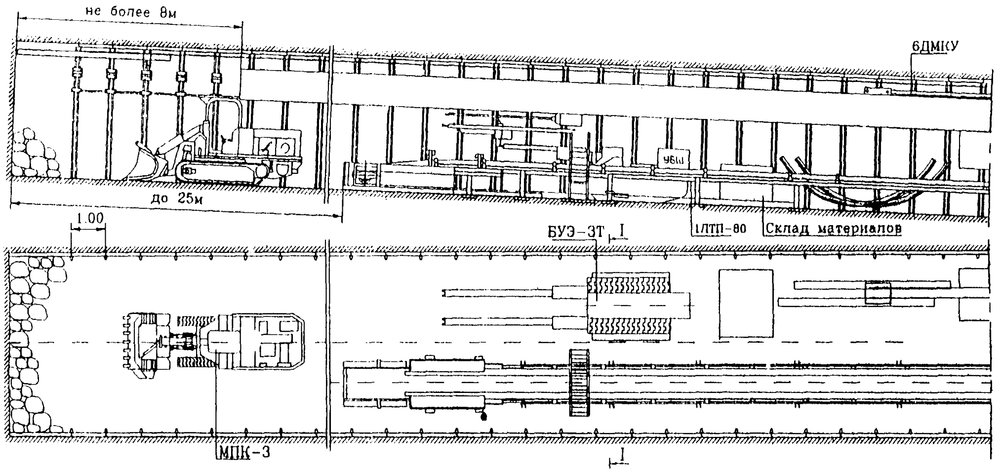 не более 8м
6ДМКУ
УБШ
до 25м
1.00
БУЭ-3Т
I
1ЛТП-80
Склад материалов
МПК-3
I